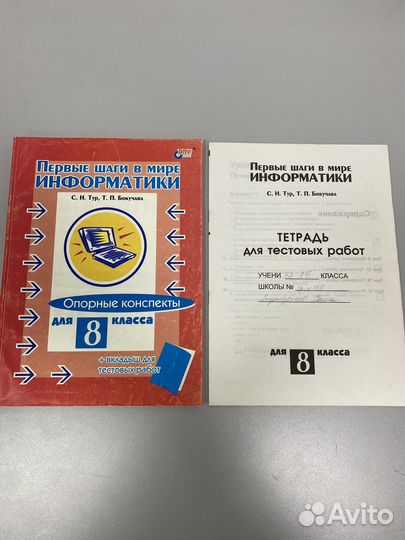 Первые шаги в мире
ИНФОРМАТИКИ
С. Н. Тур, Т. П. Бокучава
Опорные конспекты
для 8 класса
+ вкладыш для
тестовых работ
Первые шаги в мире
ИНФОРМАТИКИ
С. Н. Тур, Т. П. Бокучава
ТЕТРАДЬ
для тестовых работ
УЧЕНИ КЛАССА
ШКОЛЫ №
для 8 класса
Содержание
Avito